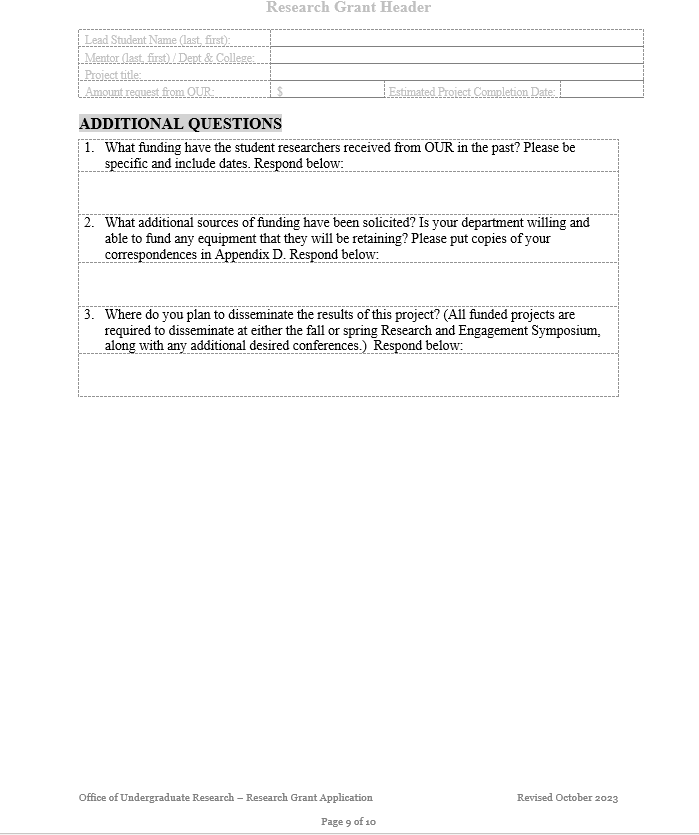 Research Grant Header
Lead Student Name (last, first):
Mentor (last, first) / Dept & College:
Project title:
Amount request from OUR: $ Estimated Project Completion Date:
ADDITIONAL QUESTIONS
1. What funding have the student researchers received from OUR in the past? Please be
specific and include dates. Respond below:
2. What additional sources of funding have been solicited? Is your department willing and
able to fund any equipment that they will be retaining? Please put copies of your
correspondences in Appendix D. Respond below:
3. Where do you plan to disseminate the results of this project? (All funded projects are
required to disseminate at either the fall or spring Research and Engagement Symposium,
along with any additional desired conferences.) Respond below:
Office of Undergraduate Research – Research Grant Application Revised October 2023
Page 9 of 10